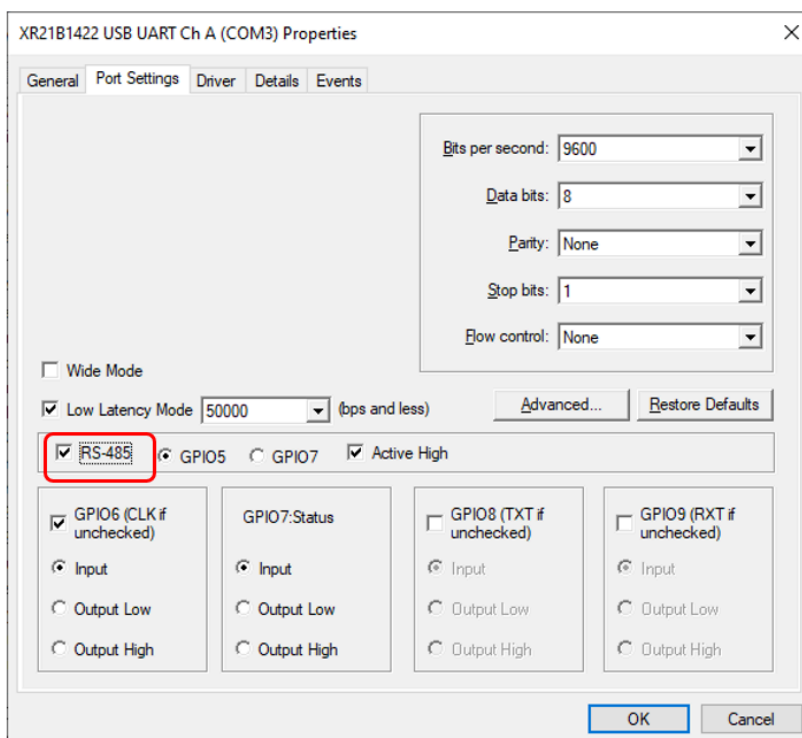 XR21B1422 USB UART Ch A (COM3) Properties
General Port Settings Driver Details Events
Bits per second: 9600
Data bits: 8
Parity: None
Stop bits: 1
Flow control: None
Wide Mode
Low Latency Mode 50000 (bps and less) Advanced... Restore Defaults
RS-485 GPIO5 GPIO7 Active High
GPIO6 (CLK if
unchecked)
Input
Output Low
Output High
GPIO7:Status
Input
Output Low
Output High
GPIO8 (TXT if
unchecked)
Input
Output Low
Output High
GPIO9 (RXT if
unchecked)
Input
Output Low
Output High
OK Cancel